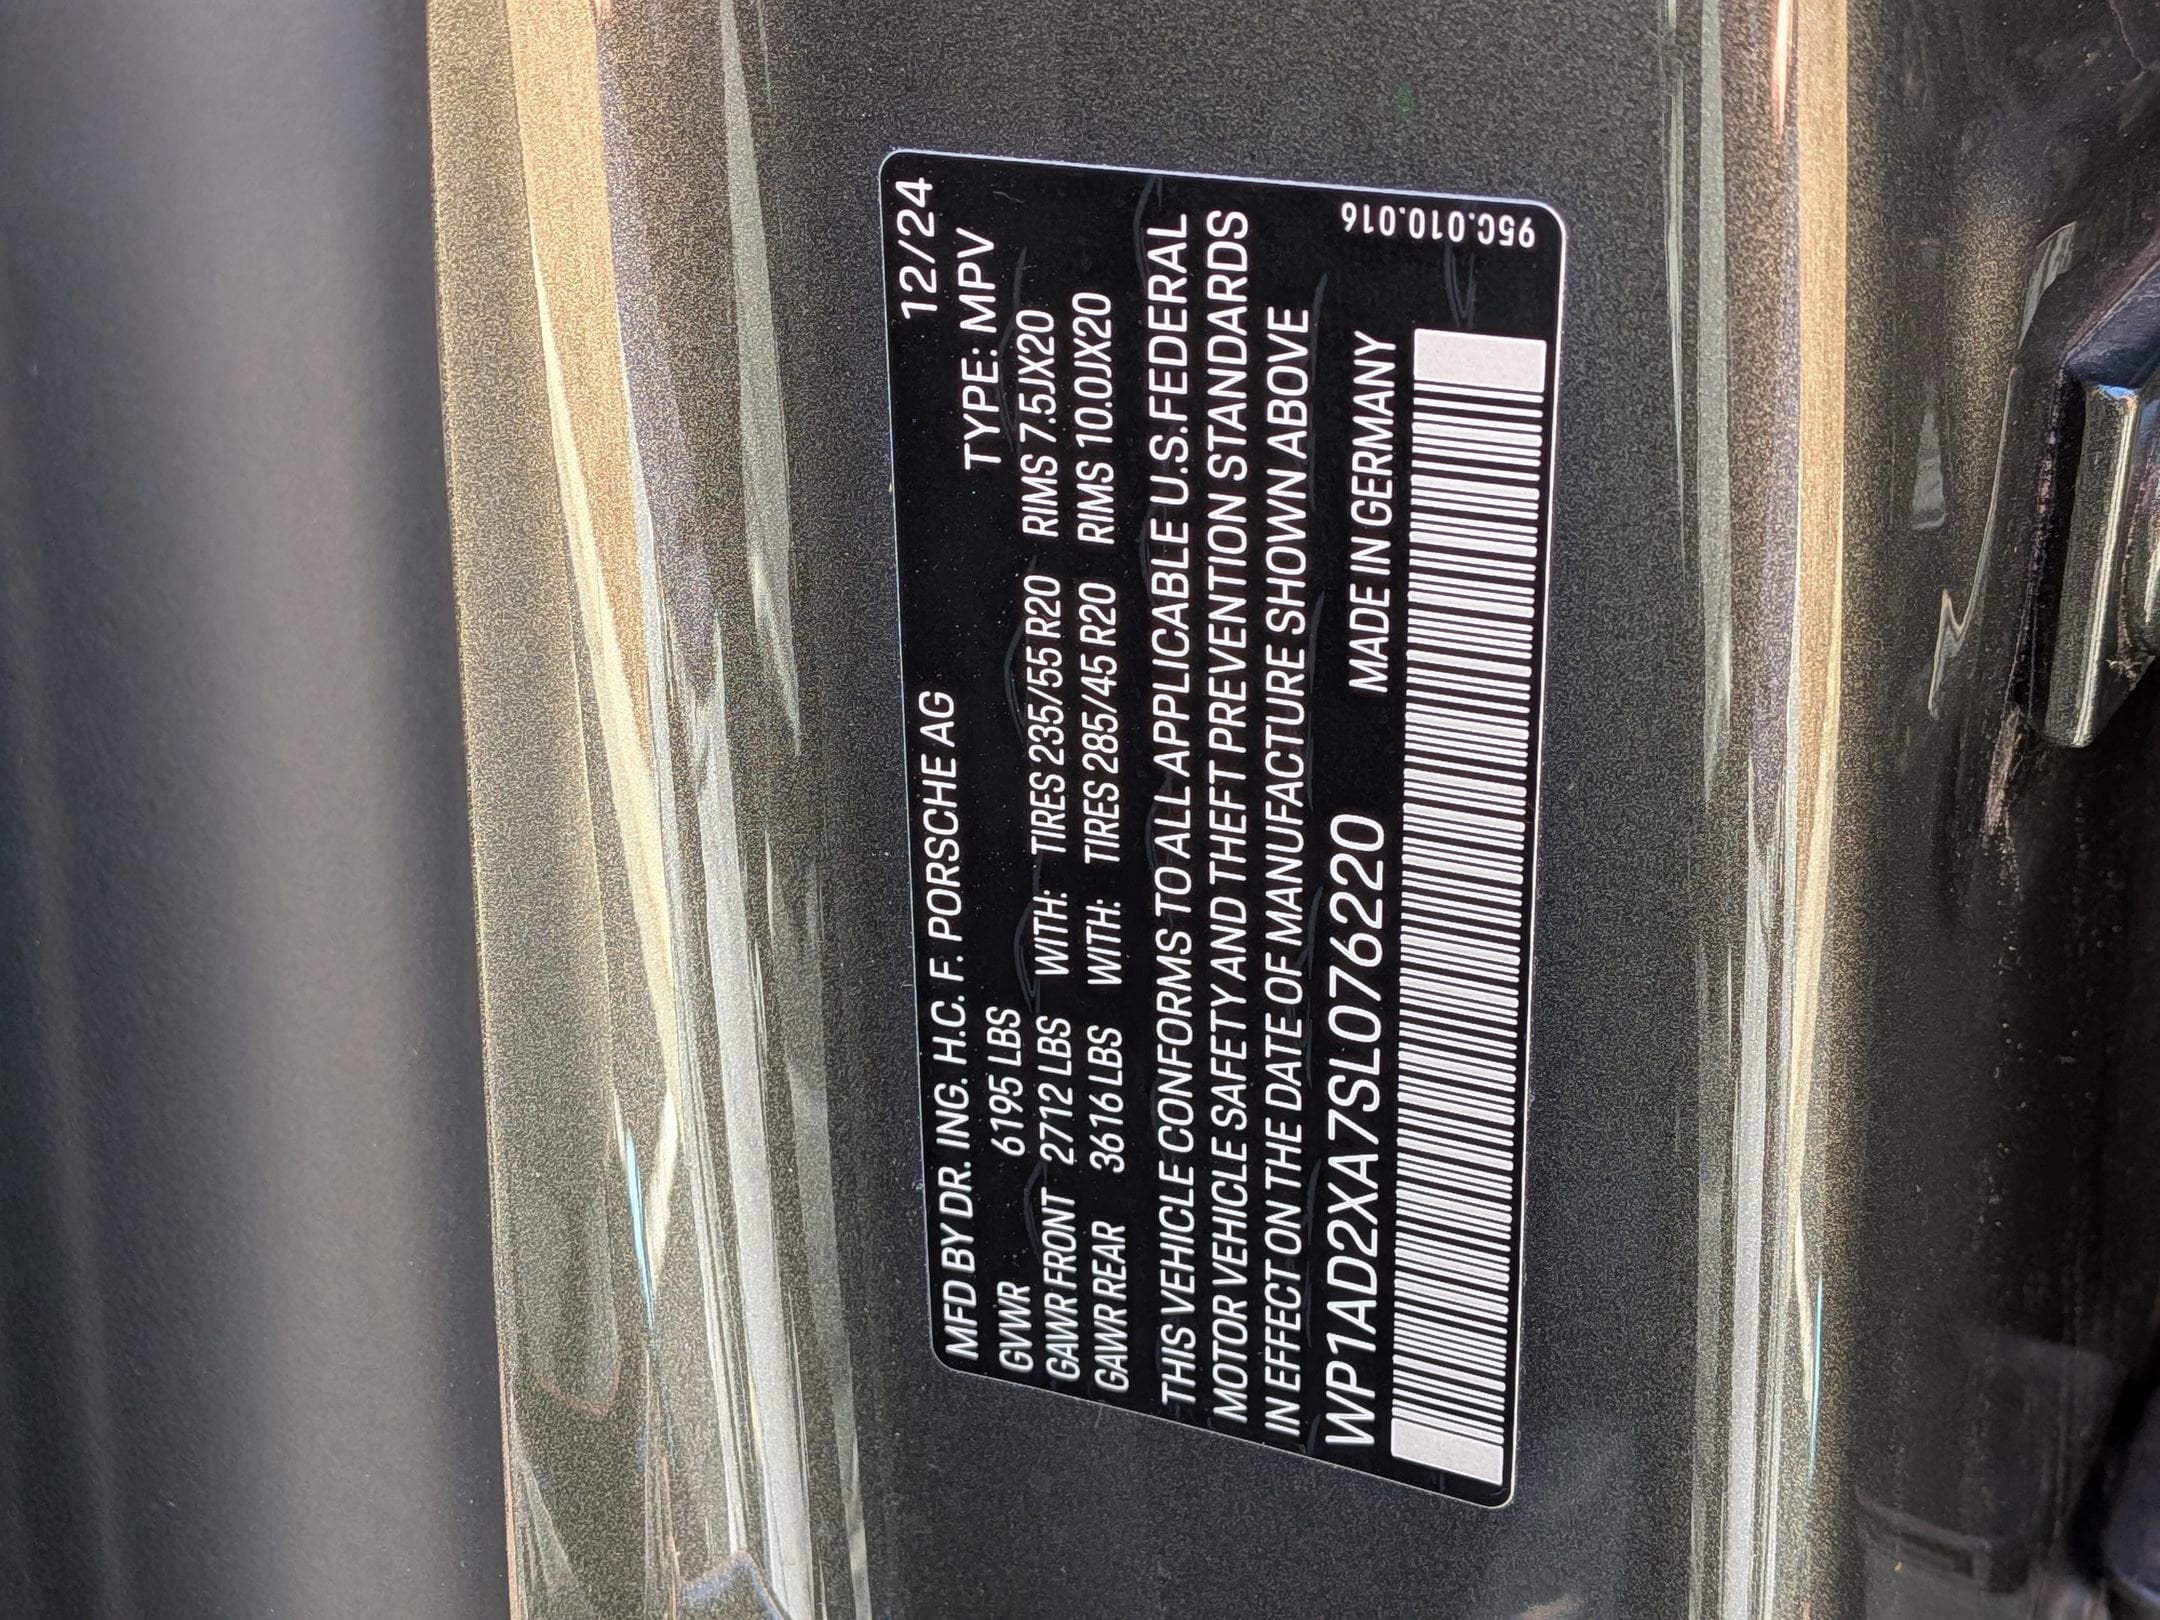 MFD BY DR. ING. H.C. F. PORSCHE AG 12/24
GVWR 6195 LBS TYPE: MPV
GAWR FRONT 2712 LBS WITH: TIRES 235/55 R20 RIMS 7.5JX20
GAWR REAR 3616 LBS WITH: TIRES 285/45 R20 RIMS 10.0JX20
THIS VEHICLE CONFORMS TO ALL APPLICABLE U.S.FEDERAL
MOTOR VEHICLE SAFETY AND THEFT PREVENTION STANDARDS
IN EFFECT ON THE DATE OF MANUFACTURE SHOWN ABOVE
WP1AD2XA7SL076220 MADE IN GERMANY
95C.010.016